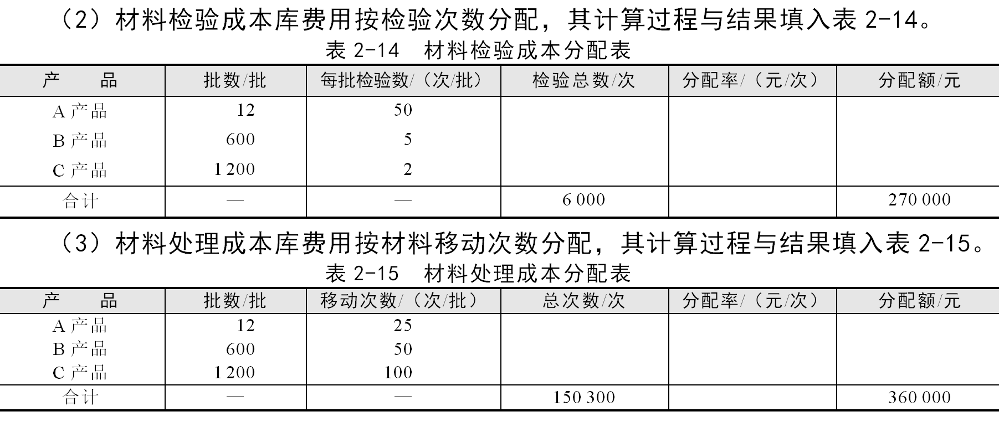 （2）材料检验成本库费用按检验次数分配，其计算过程与结果填入表 2-14。
表 2-14 材料检验成本分配表
产 品 批数/批 每批检验数/（次/批） 检验总数/次 分配率/（元/次） 分配额/元
A 产品 12 50
B 产品 600 5
C 产品 1 200 2
合计 — — 6 000 270 000
（3）材料处理成本库费用按材料移动次数分配，其计算过程与结果填入表 2-15。
表 2-15 材料处理成本分配表
产 品 批数/批 移动次数/（次/批） 总次数/次 分配率/（元/次） 分配额/元
A 产品 12 25
B 产品 600 50
C 产品 1 200 100
合计 — — 150 300 360 000